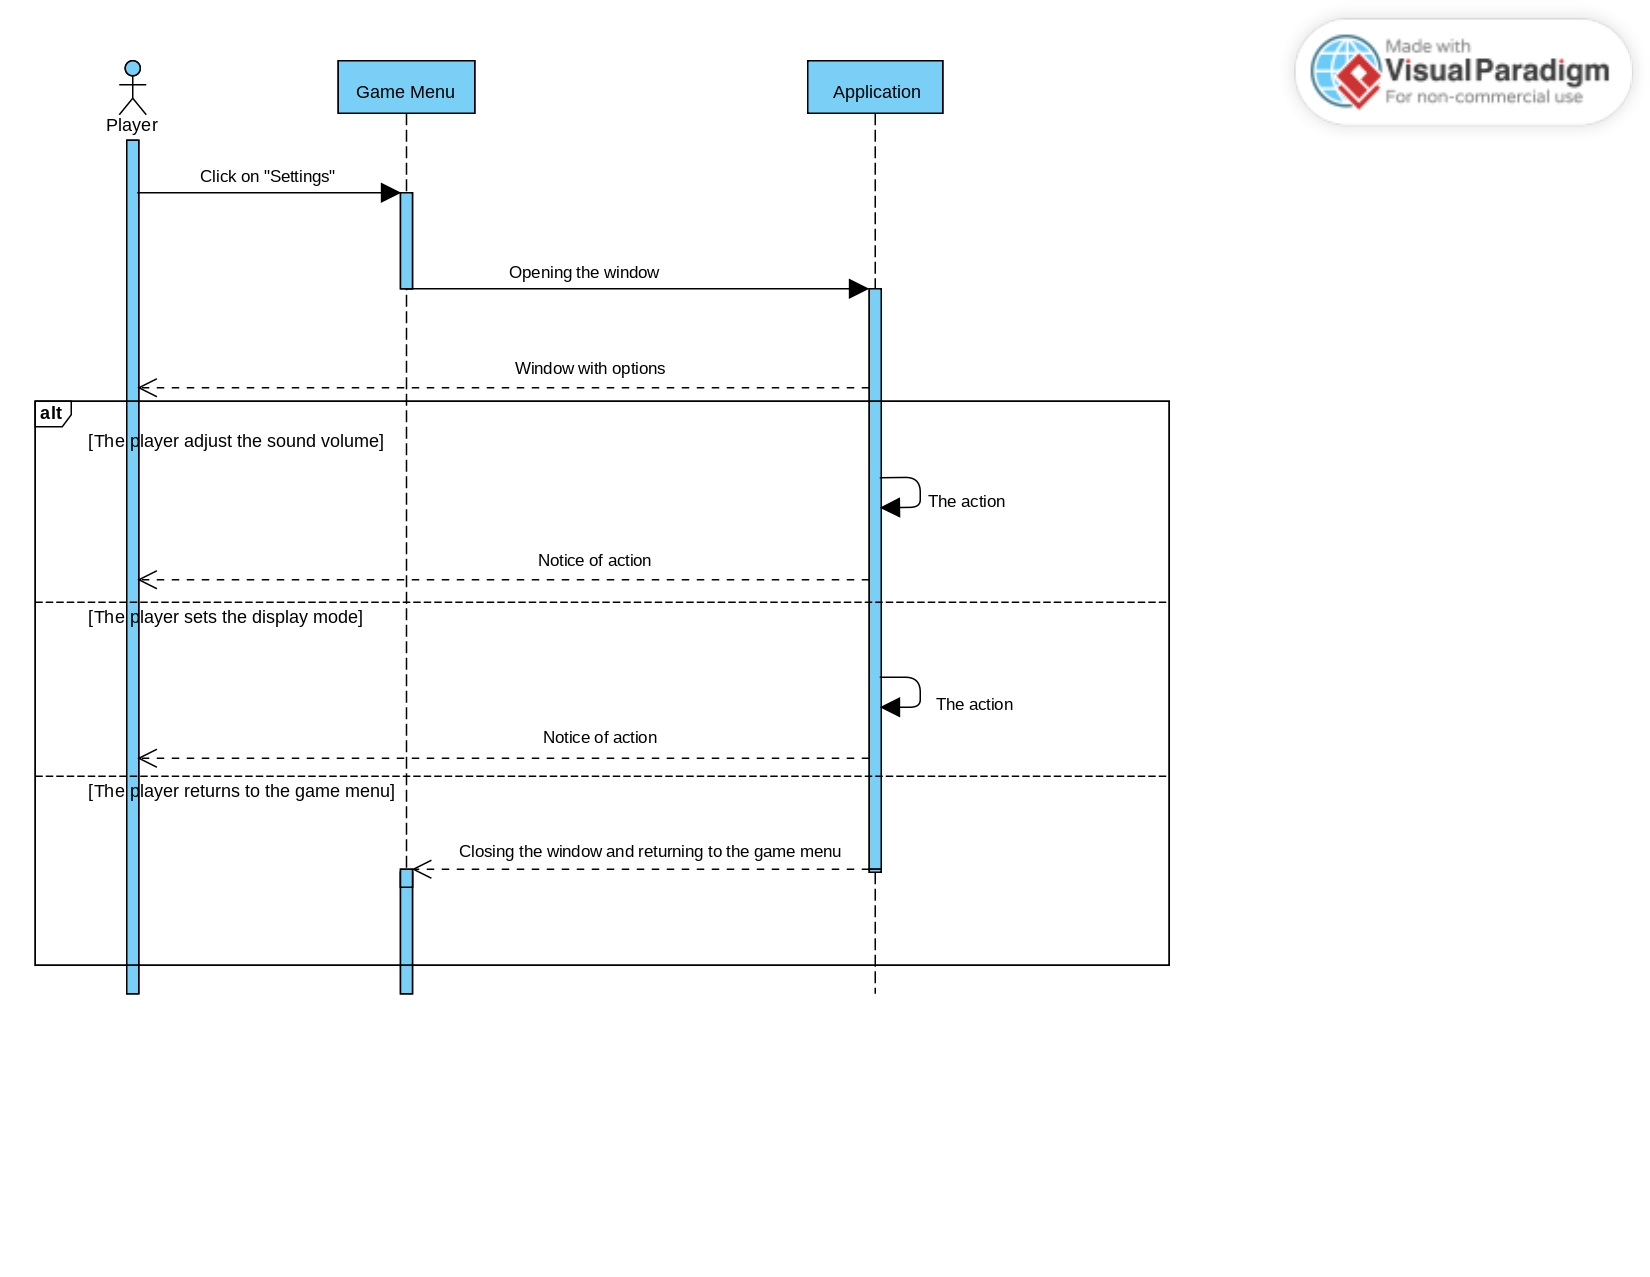 Made with
Visual Paradigm
For non-commercial use
Game Menu
Application
Player
Click on "Settings"
Opening the window
Window with options
alt
[The player adjust the sound volume]
The action
Notice of action
[The player sets the display mode]
The action
Notice of action
[The player returns to the game menu]
Closing the window and returning to the game menu